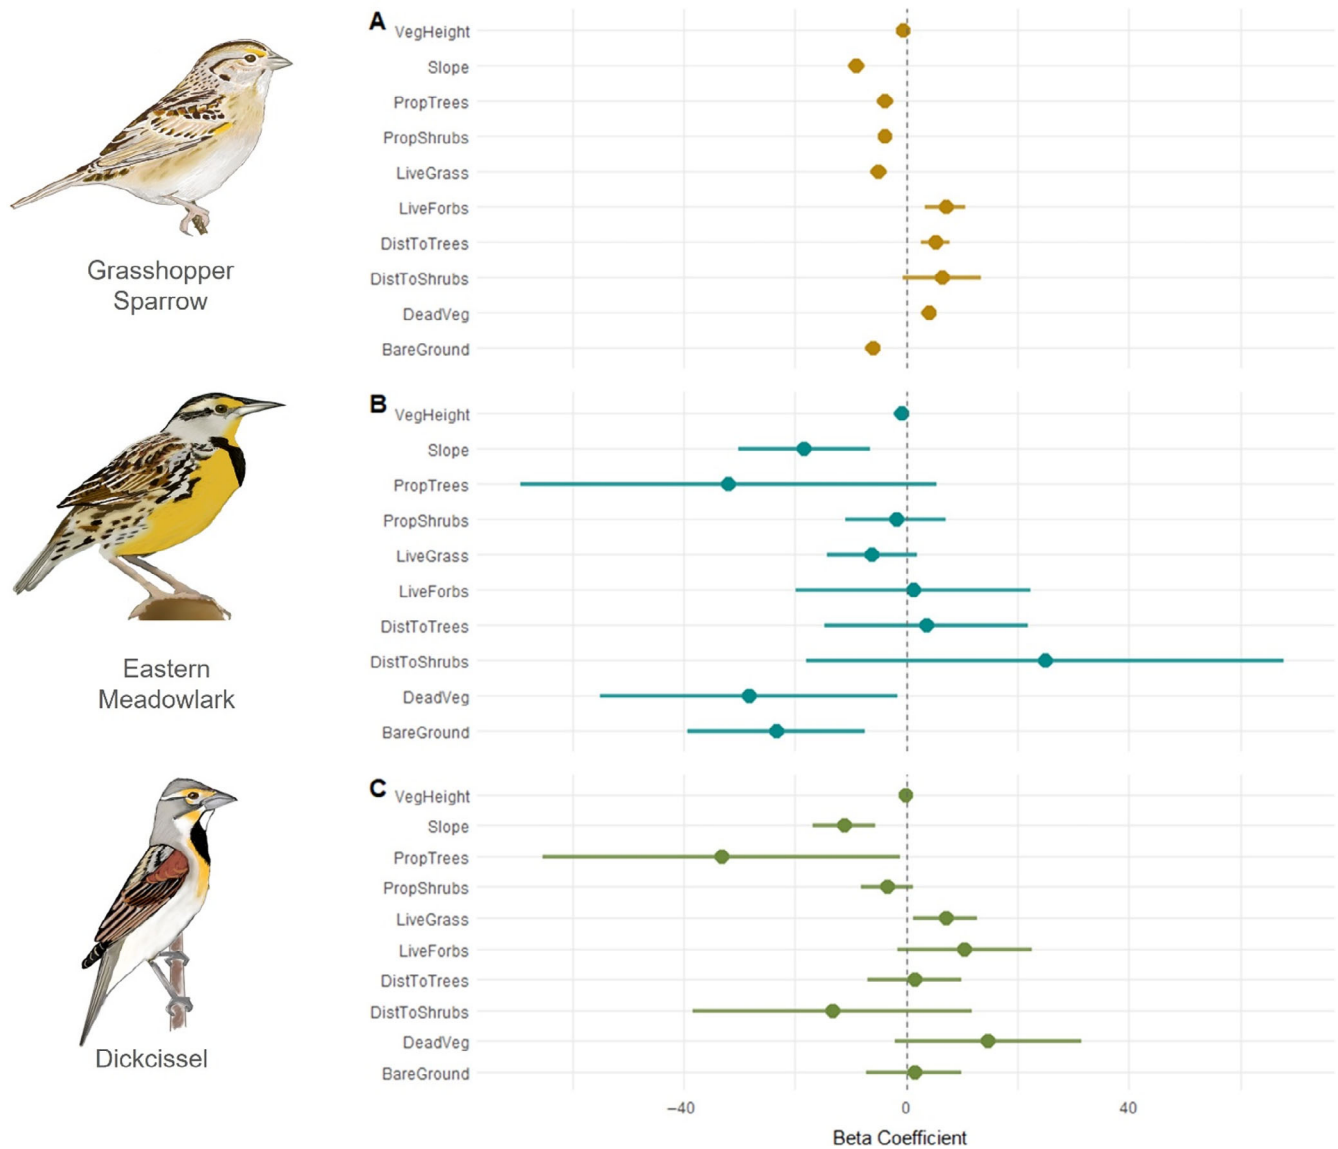 A
VegHeight
Slope
PropTrees
PropShrubs
LiveGrass
LiveForbs
DistToTrees
DistToShrubs
DeadVeg
BareGround
Grasshopper
Sparrow
B
VegHeight
Slope
PropTrees
PropShrubs
LiveGrass
LiveForbs
DistToTrees
DistToShrubs
DeadVeg
BareGround
Eastern
Meadowlark
C
VegHeight
Slope
PropTrees
PropShrubs
LiveGrass
LiveForbs
DistToTrees
DistToShrubs
DeadVeg
BareGround
Dickcissel
−40 0 40
Beta Coefficient